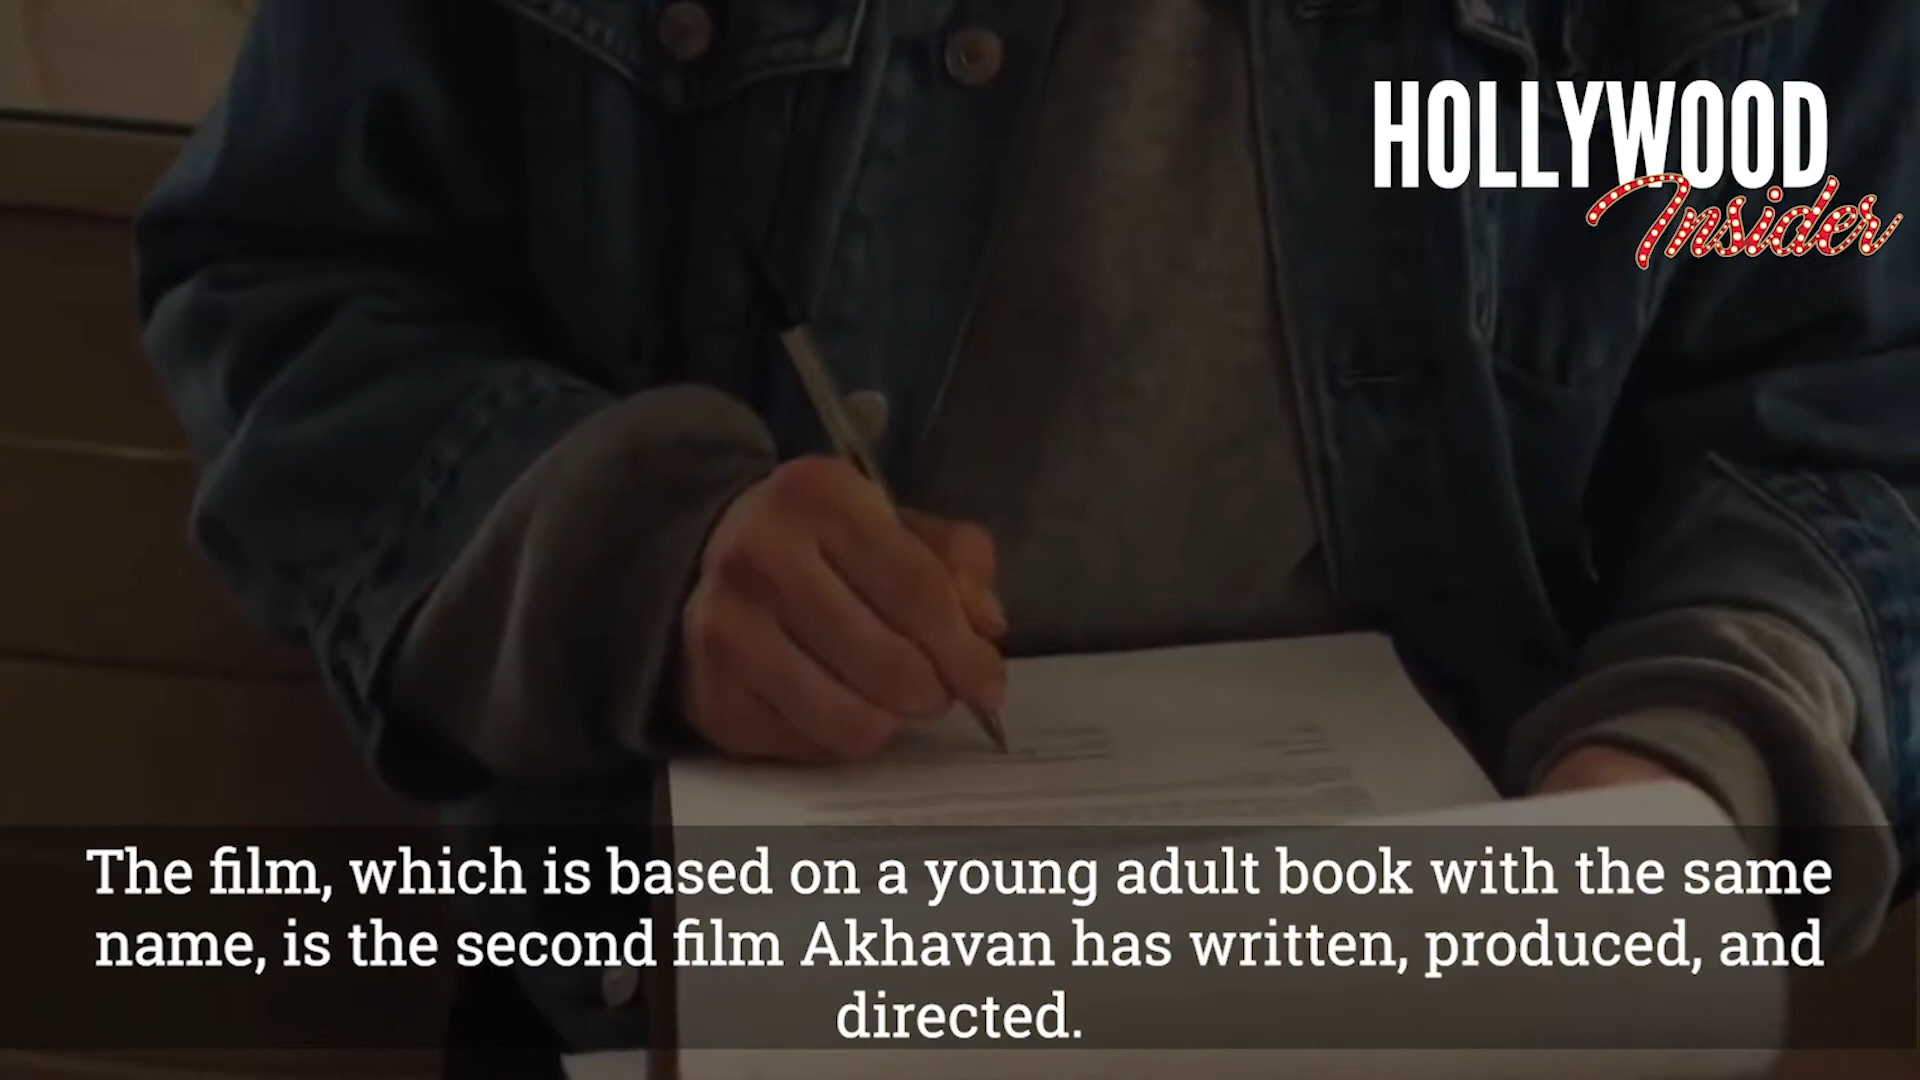 HOLLYWOOD
Insider
The film, which is based on a young adult book with the same
name, is the second film Akhavan has written, produced, and
directed.